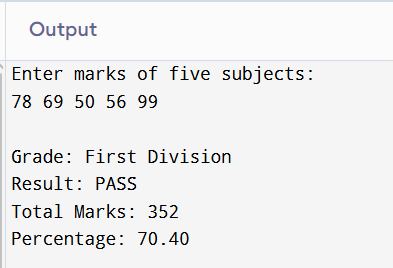 Output
Enter marks of five subjects:
78 69 50 56 99
Grade: First Division
Result: PASS
Total Marks: 352
Percentage: 70.40